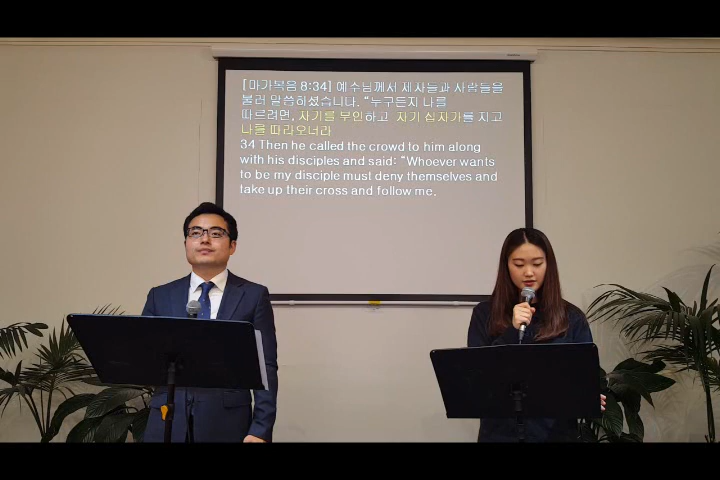 [마가복음 8:34] 예수님께서 제자들과 사람들을
불러 말씀하셨습니다. “누구든지 나를
따르려면, 자기를 부인하고 자기 십자가를 지고
나를 따라오너라
34 Then he called the crowd to him along
with his disciples and said: “Whoever wants
to be my disciple must deny themselves and
take up their cross and follow me.